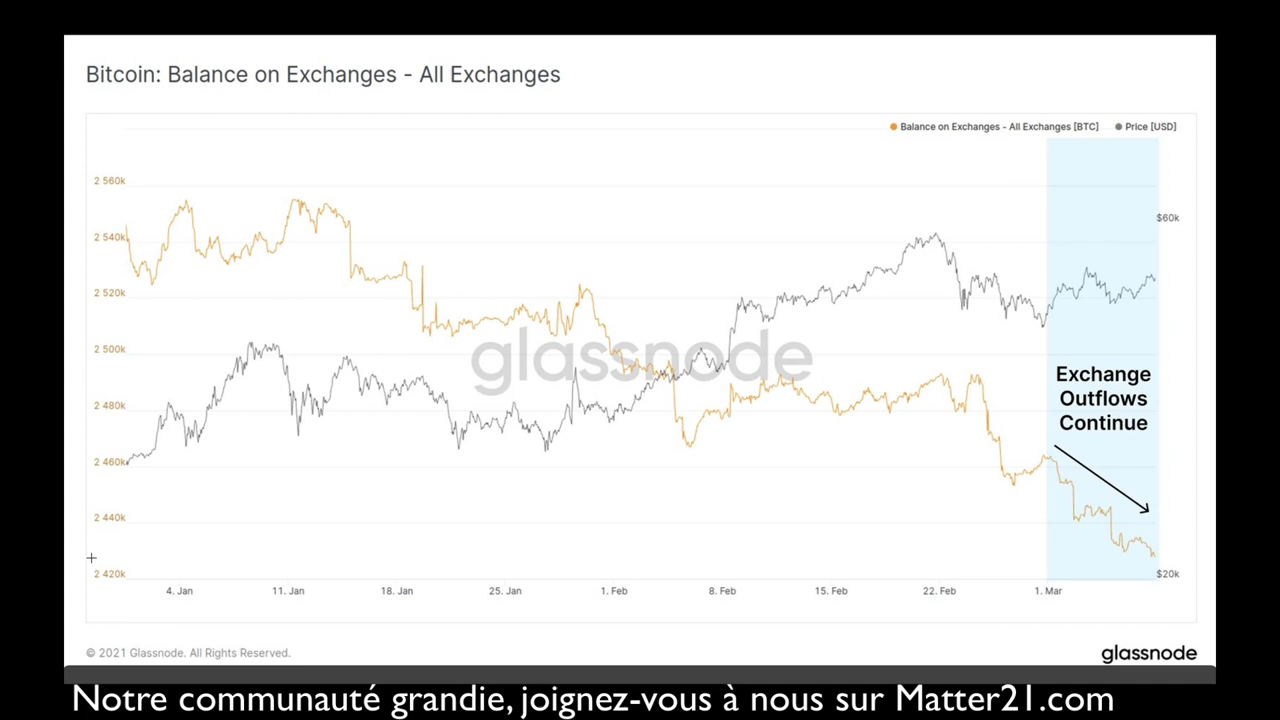 Bitcoin: Balance on Exchanges - All Exchanges
Balance on Exchanges - All Exchanges [BTC] Price [USD]
2 560k
$60k
2 540k
2 520k
2 500k
glassnode
Exchange
Outflows
Continue
2 480k
2 460k
2 440k
2 420k
$20k
4. Jan 11. Jan 18. Jan 25. Jan 1. Feb 8. Feb 15. Feb 22. Feb 1. Mar
© 2021 Glassnode. All Rights Reserved.
glassnode
Notre communauté grandie, joignez-vous à nous sur Matter21.com